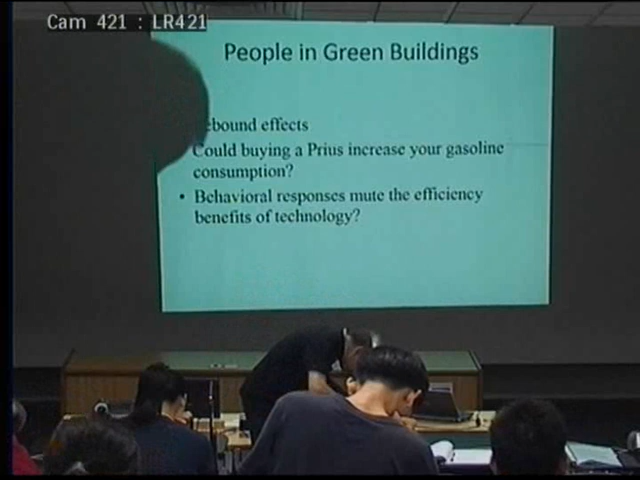 Cam 421 : LR421
People in Green Buildings
ebound effects
Could buying a Prius increase your gasoline
consumption?
• Behavioral responses mute the efficiency
benefits of technology?